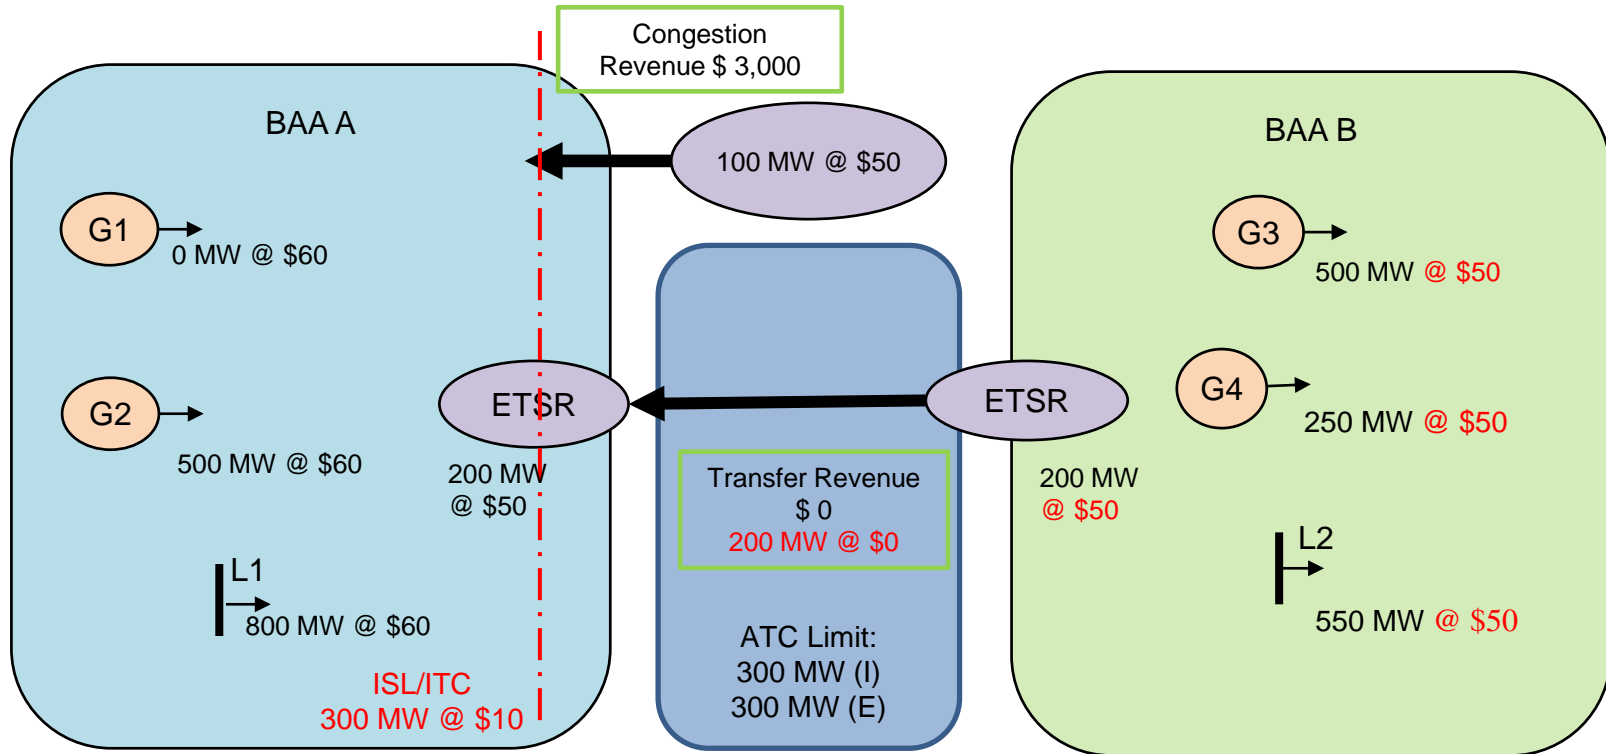 Congestion
Revenue $ 3,000
BAA A
100 MW @ $50
BAA B
G1
0 MW @ $60
G3
500 MW @ $50
G2
500 MW @ $60
ETSR
200 MW
@ $50
ETSR
200 MW
@ $50
G4
250 MW @ $50
Transfer Revenue
$ 0
200 MW @ $0
L1
800 MW @ $60
L2
550 MW @ $50
ATC Limit:
300 MW (I)
300 MW (E)
ISL/ITC
300 MW @ $10